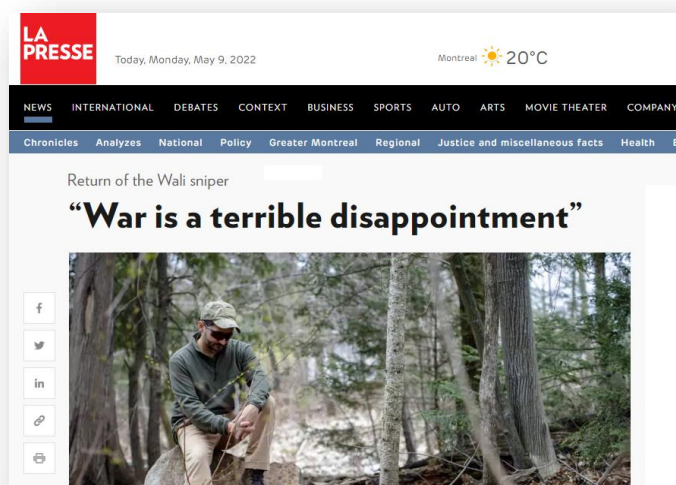 LA
PRESSE
Today, Monday, May 9, 2022
Montreal 20°C
NEWS INTERNATIONAL DEBATES CONTEXT BUSINESS SPORTS AUTO ARTS MOVIE THEATER COMPANY
Chronicles Analyzes National Policy Greater Montreal Regional Justice and miscellaneous facts Health
Return of the Wali sniper
“War is a terrible disappointment”
f
in